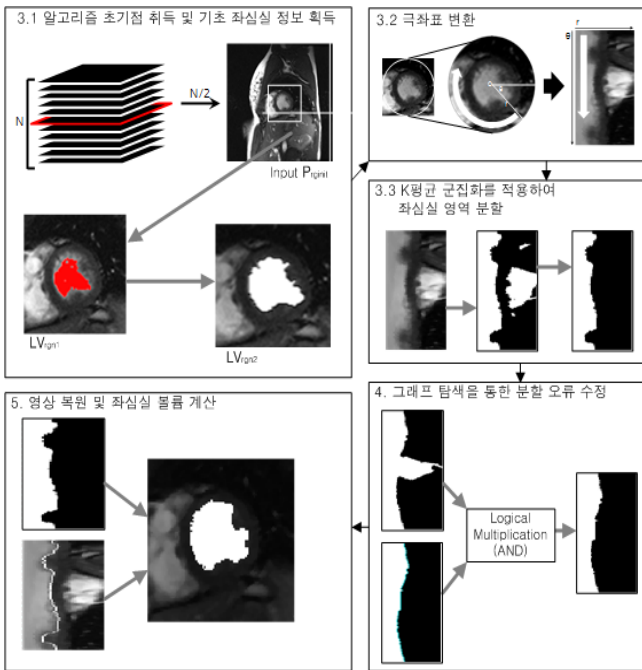 3.1 알고리즘 초기점 취득 및 기초 좌심실 정보 획득
N
N/2
Input Prginit
LVrgn1
LVrgn2
3.2 극좌표 변환
r
θ
3.3 K평균 군집화를 적용하여
좌심실 영역 분할
4. 그래프 탐색을 통한 분할 오류 수정
Logical
Multiplication
(AND)
5. 영상 복원 및 좌심실 볼륨 계산